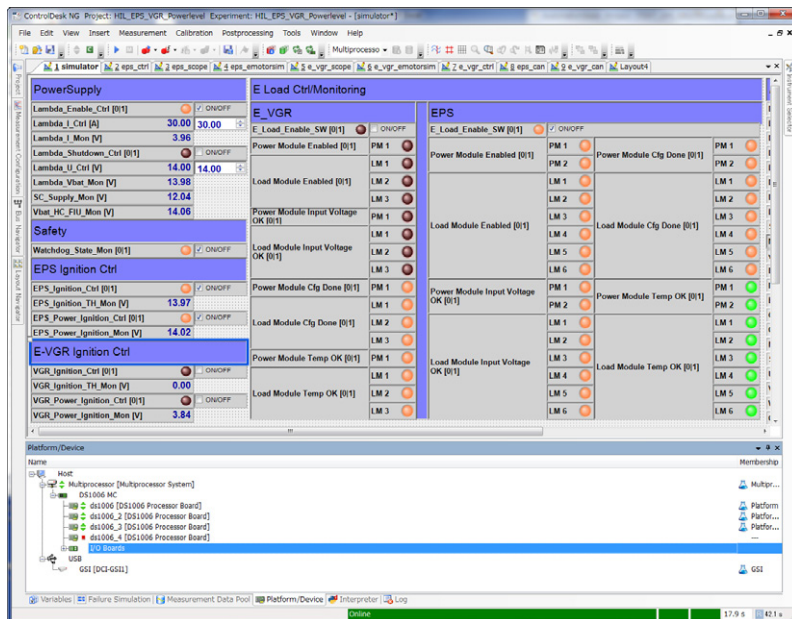 ControlDesk NG Project: HIL_EPS_VGR_Powerlevel Experiment: HIL_EPS_VGR_Powerlevel - [simulator*]
File Edit View Insert Measurement Calibration Postprocessing Tools Window Help
Multiprocesso
1 simulator 2 eps_ctrl 3 eps_scope 4 eps_emotorsim 5 e_vgr_scope 6 e_vgr_emotorsim 7 e_vgr_ctrl 8 eps_can 9 e_vgr_can Layout4
Project
Measurement Configuration
Bus Navigator
Layout Navigator
Instrument Selector
PowerSupply
Lambda_Enable_Ctrl [0|1] ON/OFF
Lambda_I_Ctrl [A] 30.00 30.00
Lambda_I_Mon [V] 3.96
Lambda_Shutdown_Ctrl [0|1] ON/OFF
Lambda_U_Ctrl [V] 14.00 14.00
Lambda_Vbat_Mon [V] 13.98
SC_Supply_Mon [V] 12.04
Vbat_HC_FIU_Mon [V] 14.06
Safety
Watchdog_State_Mon [0|1] ON/OFF
EPS Ignition Ctrl
EPS_Ignition_Ctrl [0|1] ON/OFF
EPS_Ignition_TH_Mon [V] 13.97
EPS_Power_Ignition_Ctrl [0|1] ON/OFF
EPS_Power_Ignition_Mon [V] 14.02
E-VGR Ignition Ctrl
VGR_Ignition_Ctrl [0|1] ON/OFF
VGR_Ignition_TH_Mon [V] 0.00
VGR_Power_Ignition_Ctrl [0|1] ON/OFF
VGR_Power_Ignition_Mon [V] 3.84
E Load Ctrl/Monitoring
E_VGR
E_Load_Enable_SW [0|1] ON/OFF
Power Module Enabled [0|1] PM 1
Load Module Enabled [0|1]
LM 1
LM 2
LM 3
Power Module Input Voltage
OK [0|1]
PM 1
Load Module Input Voltage
OK [0|1]
LM 1
LM 2
LM 3
Power Module Cfg Done [0|1] PM 1
Load Module Cfg Done [0|1]
LM 1
LM 2
LM 3
Power Module Temp OK [0|1] PM 1
Load Module Temp OK [0|1]
LM 1
LM 2
LM 3
EPS
E_Load_Enable_SW [0|1] ON/OFF
Power Module Enabled [0|1]
PM 1
PM 2
Load Module Enabled [0|1]
LM 1
LM 2
LM 3
LM 4
LM 5
LM 6
Power Module Input Voltage
OK [0|1]
PM 1
PM 2
Load Module Input Voltage
OK [0|1]
LM 1
LM 2
LM 3
LM 4
LM 5
LM 6
Power Module Cfg Done [0|1]
PM 1
PM 2
Load Module Cfg Done [0|1]
LM 1
LM 2
LM 3
LM 4
LM 5
LM 6
Power Module Temp OK [0|1]
PM 1
PM 2
Load Module Temp OK [0|1]
LM 1
LM 2
LM 3
LM 4
LM 5
LM 6
Platform/Device
Name Membership
Host
Multiprocessor [Multiprocessor System] Multipr...
DS1006 MC
ds1006 [DS1006 Processor Board] Platform
ds1006_2 [DS1006 Processor Board] Platfor...
ds1006_3 [DS1006 Processor Board] Platfor...
ds1006_4 [DS1006 Processor Board] ---
I/O Boards
USB
GSI [DCI-GSI1] GSI
Variables Failure Simulation Measurement Data Pool Platform/Device Interpreter Log
Online 17.9 s 42.1 s